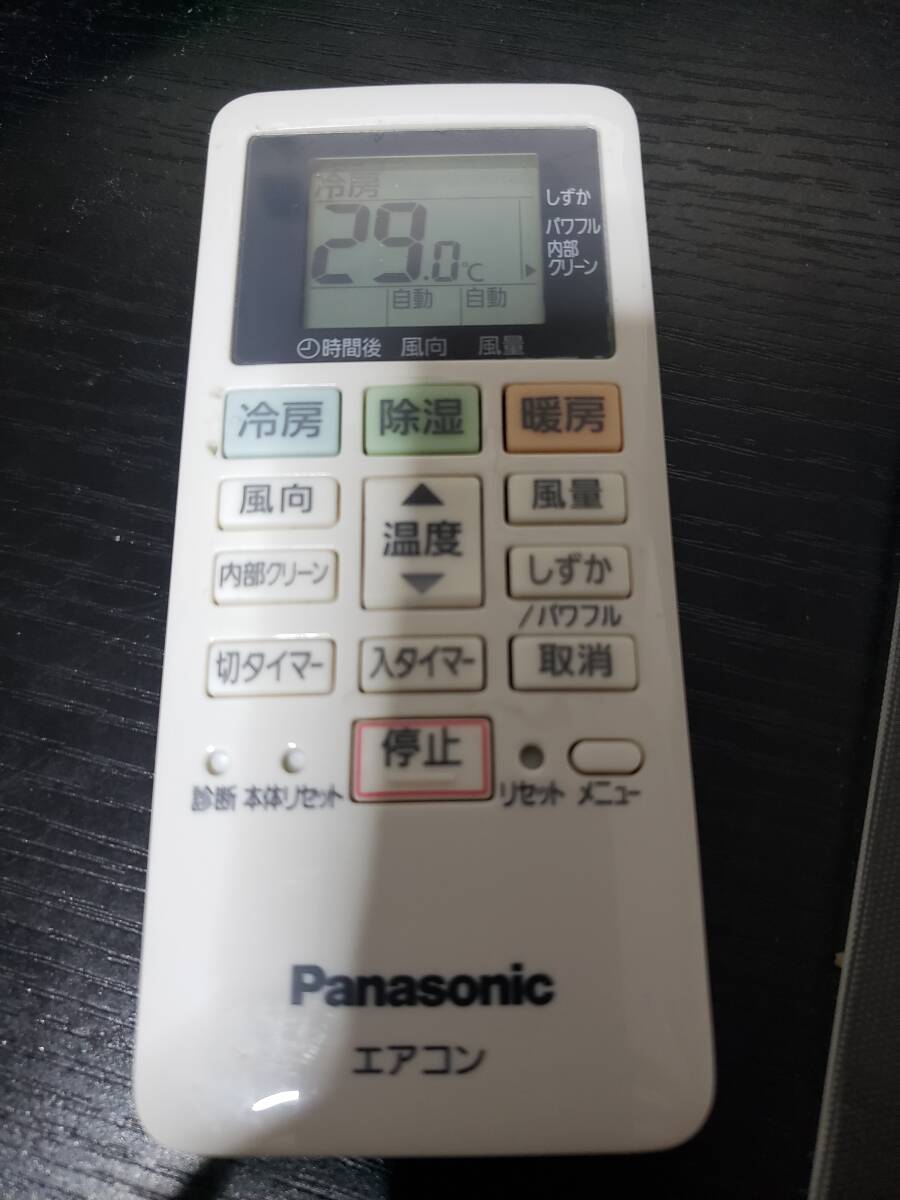 冷房
しずか
29.0℃
パワフル
内部
クリーン
自動 自動
時間後 風向 風量
冷房 除湿 暖房
風向 温度 風量
内部クリーン しずか
/パワフル
切タイマー 入タイマー 取消
停止
診断 本体リセット リセット メニュー
Panasonic
エアコン